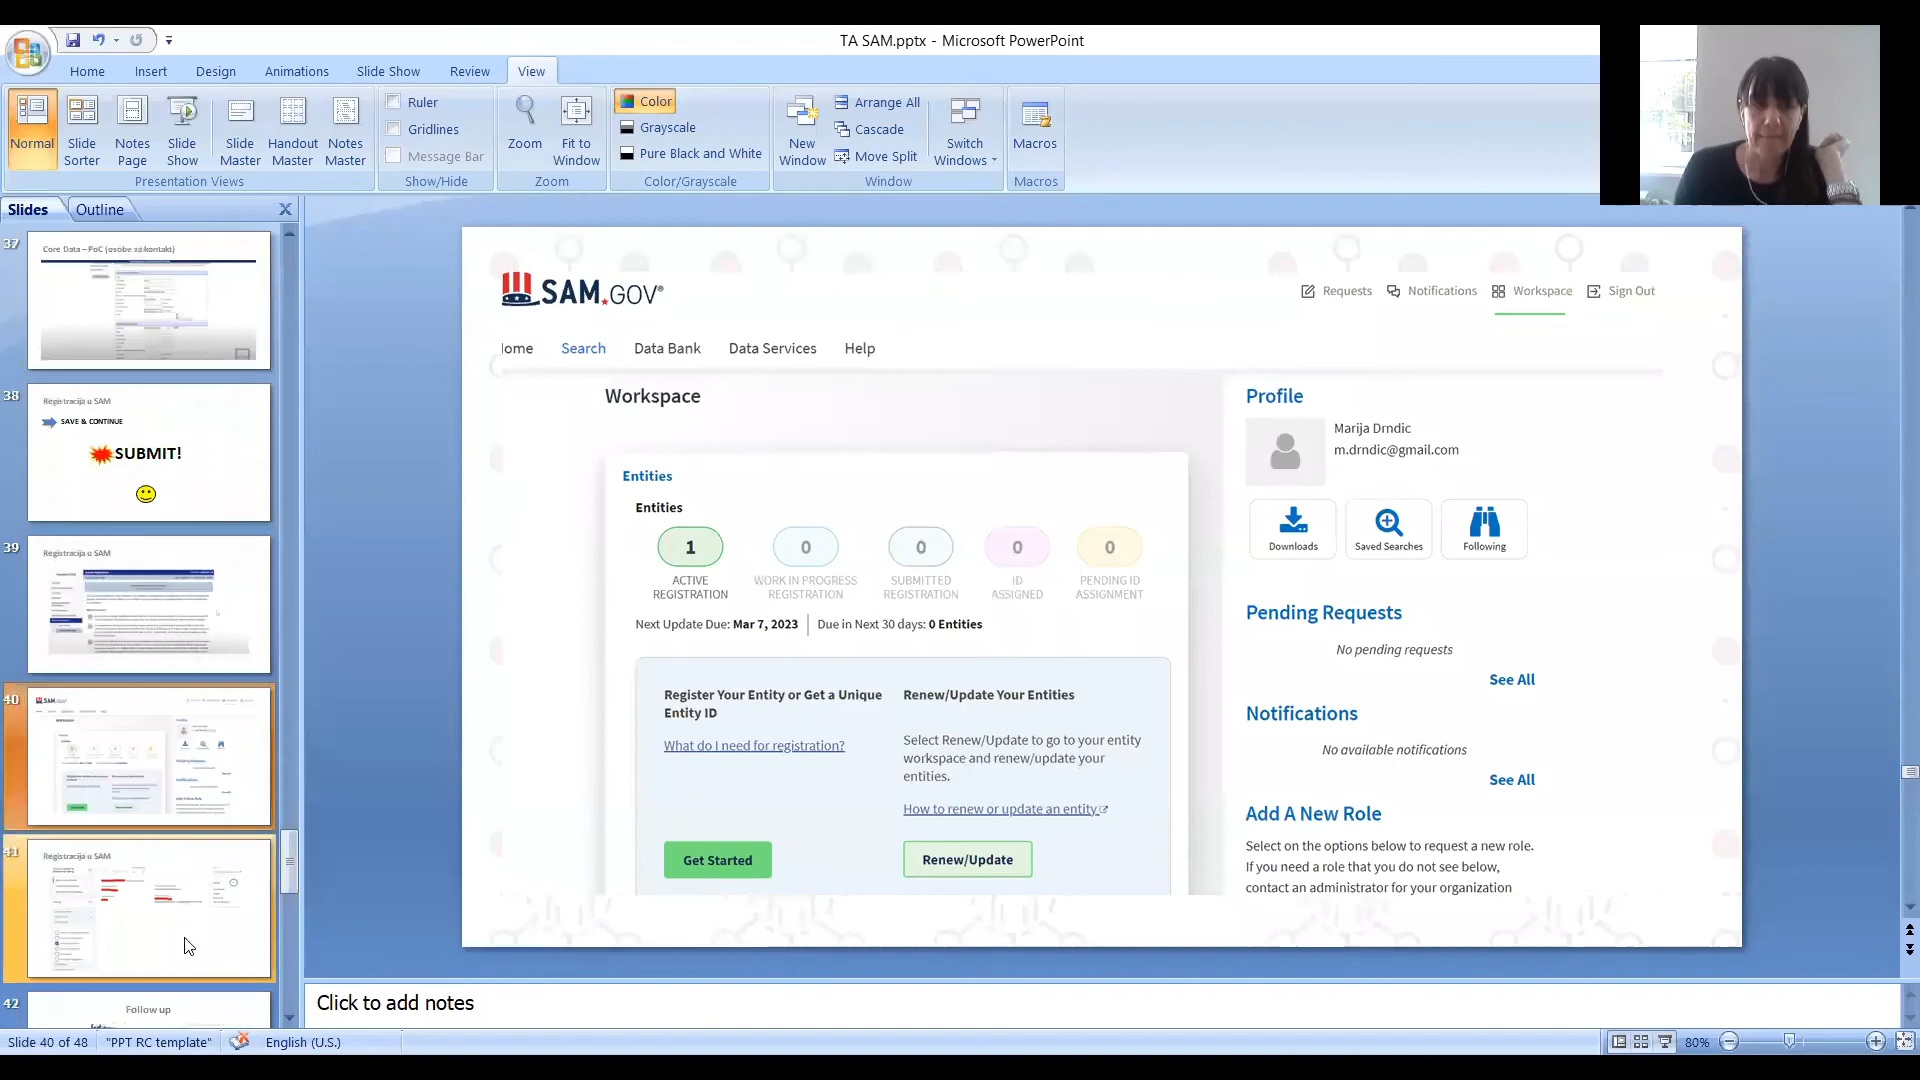 TA SAM.pptx - Microsoft PowerPoint
Home Insert Design Animations Slide Show Review View
Normal Slide Sorter Notes Page Slide Show Slide Master Handout Master Notes Master
Presentation Views
Ruler
Gridlines
Message Bar
Show/Hide
Zoom Fit to Window
Zoom
Color
Grayscale
Pure Black and White
Color/Grayscale
New Window
Arrange All
Cascade
Move Split
Switch Windows
Window
Macros
Macros
Slides Outline
37
Core Data – PoC (osobe za kontakt)
38
Registracija u SAM
SAVE & CONTINUE
SUBMIT!
39
Registracija u SAM
40
41
Registracija u SAM
42
Follow up
SAM.GOV®
Requests Notifications Workspace Sign Out
ome Search Data Bank Data Services Help
Workspace
Entities
Entities
1 0 0 0 0
ACTIVE REGISTRATION
WORK IN PROGRESS REGISTRATION
SUBMITTED REGISTRATION
ID ASSIGNED
PENDING ID ASSIGNMENT
Next Update Due: Mar 7, 2023 Due in Next 30 days: 0 Entities
Register Your Entity or Get a Unique
Entity ID
What do I need for registration?
Get Started
Renew/Update Your Entities
Select Renew/Update to go to your entity
workspace and renew/update your
entities.
How to renew or update an entity
Renew/Update
Profile
Marija Drndic
m.drndic@gmail.com
Downloads Saved Searches Following
Pending Requests
No pending requests
See All
Notifications
No available notifications
See All
Add A New Role
Select on the options below to request a new role.
If you need a role that you do not see below,
contact an administrator for your organization
Click to add notes
Slide 40 of 48 "PPT RC template" English (U.S.) 80%